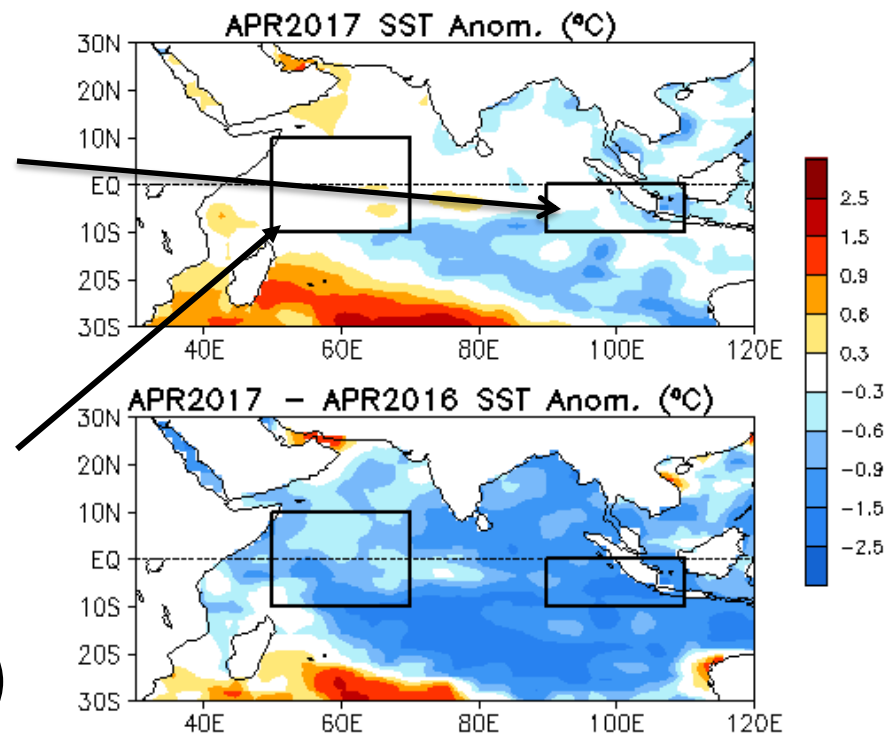 APR2017 SST Anom. (°C)
30N
20N
10N
EQ
10S
20S
30S
40E 60E 80E 100E 120E
APR2017 - APR2016 SST Anom. (°C)
30N
20N
10N
EQ
10S
20S
30S
40E 60E 80E 100E 120E
2.5
1.5
0.9
0.6
0.3
-0.3
-0.6
-0.9
-1.5
-2.5
)